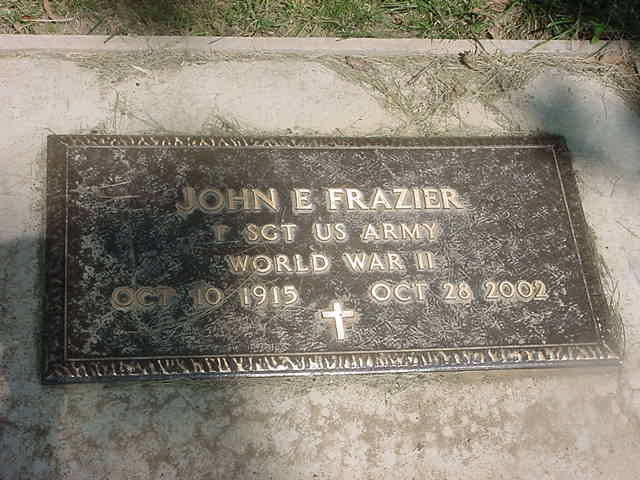 JOHN E FRAZIER
T SGT US ARMY
WORLD WAR II
OCT 10 1915 OCT 28 2002